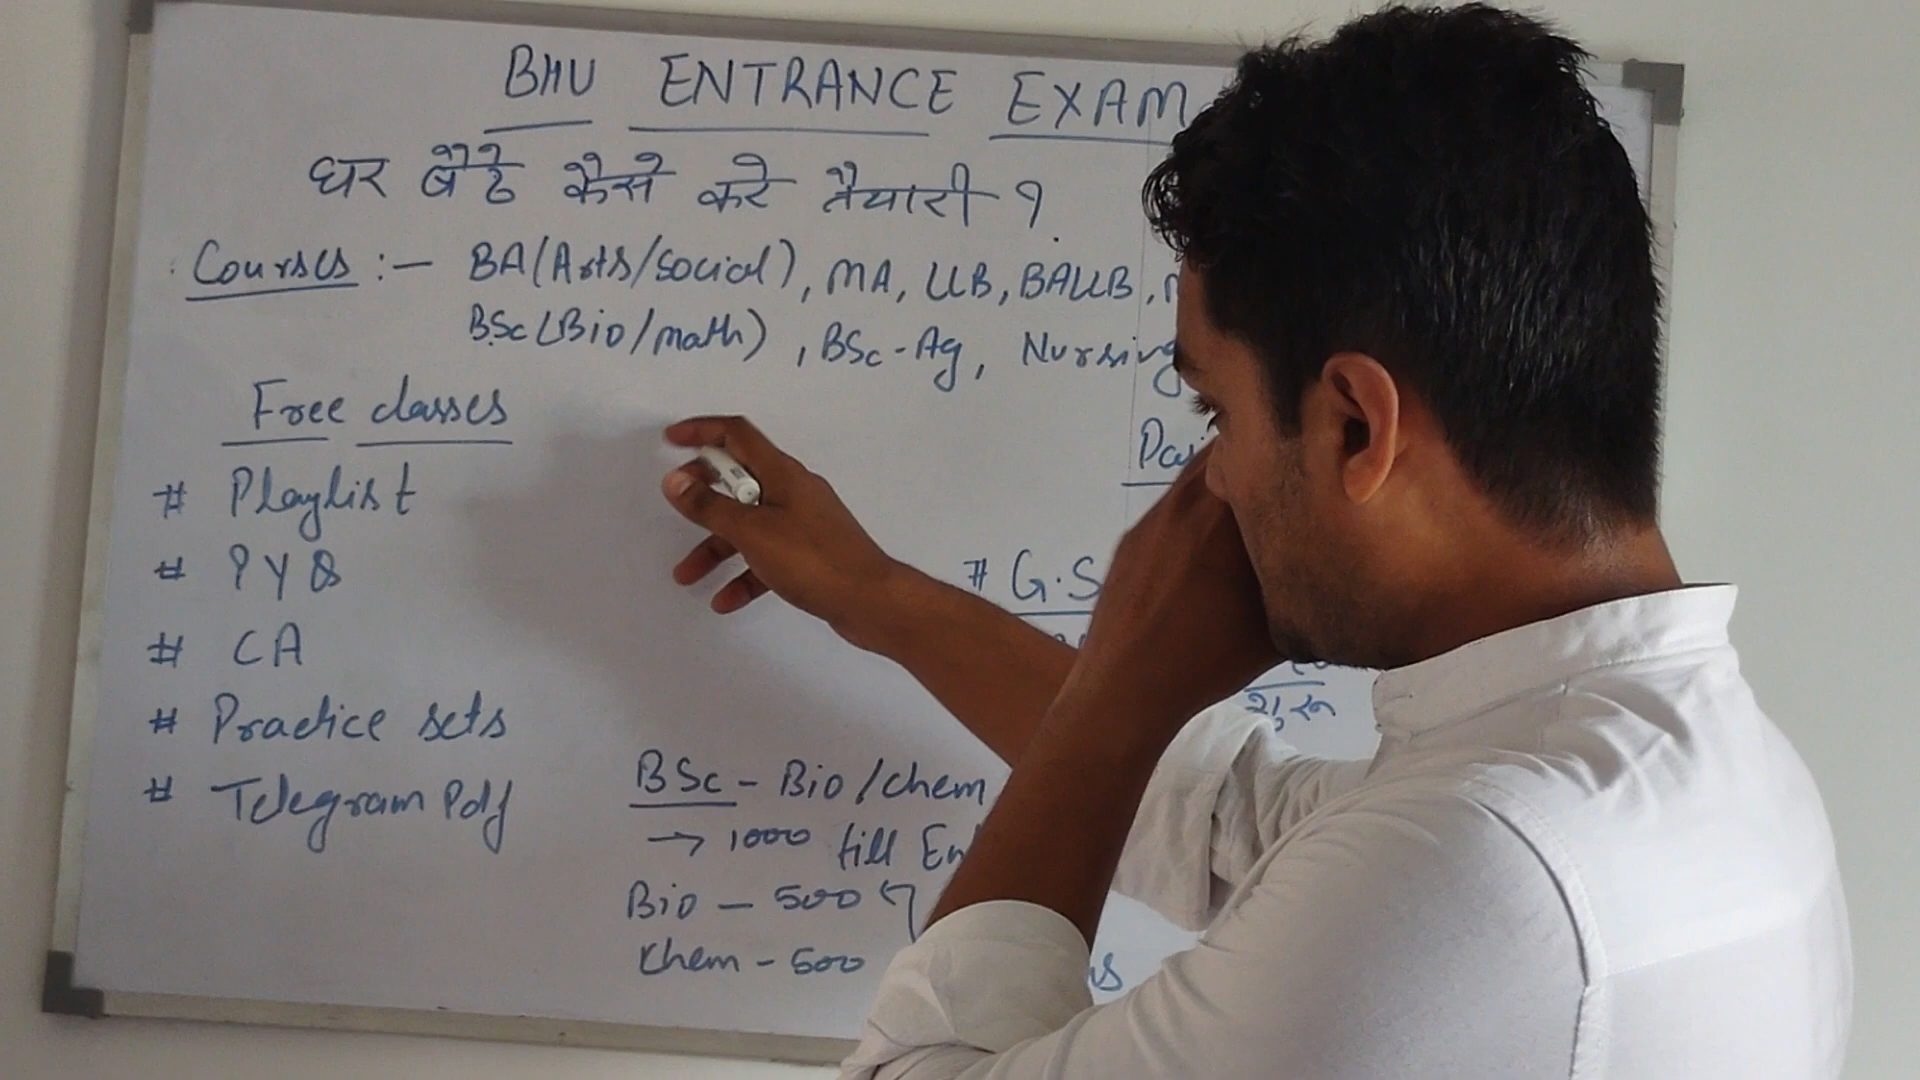 BHU ENTRANCE EXAM
घर बैठे कैसे करे तैयारी ?
Courses :- BA(Arts/Social), MA, LLB, BALLB,
BSc(Bio/math), BSc-Ag, Nursing
Free classes
# Playlist
# PYQ
# CA
# Practice sets
# Telegram Pdf
# G.S
शुरू
BSc - Bio/chem
→ 1000 till
Bio - 500
Chem - 500